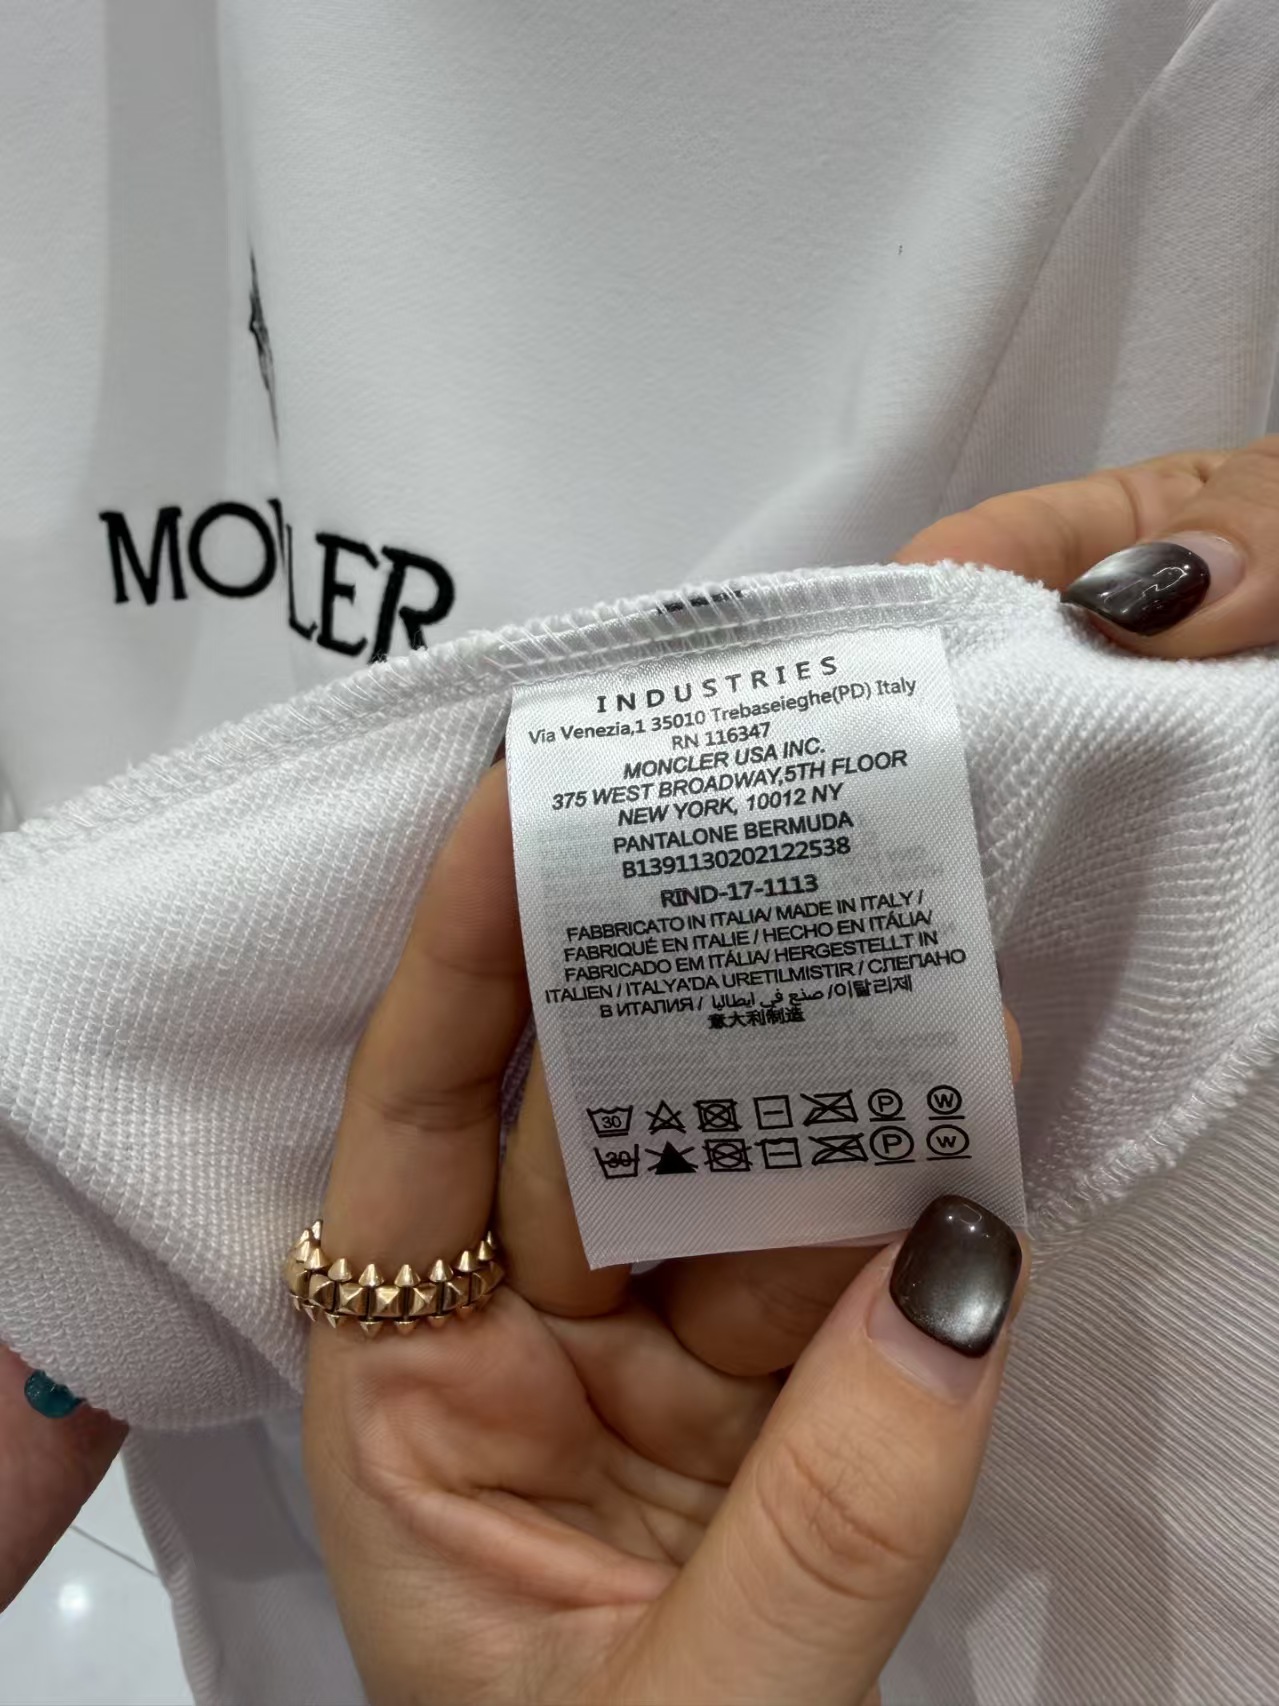 MO LER
INDUSTRIES
Via Venezia,1 35010 Trebaseieghe(PD) Italy
RN 116347
MONCLER USA INC.
375 WEST BROADWAY,5TH FLOOR
NEW YORK, 10012 NY
PANTALONE BERMUDA
B1391130202122538
RIND-17-1113
FABBRICATO IN ITALIA/ MADE IN ITALY /
FABRIQUÉ EN ITALIE / HECHO EN ITÁLIA/
FABRICADO EM ITÁLIA/ HERGESTELLT IN
ITALIEN / ITALYA'DA URETILMISTIR / СЛЕПАНО
В ИТАПИЯ / صنع في ايطاليا /이탈리제
意大利制造
30 P W
30 P W